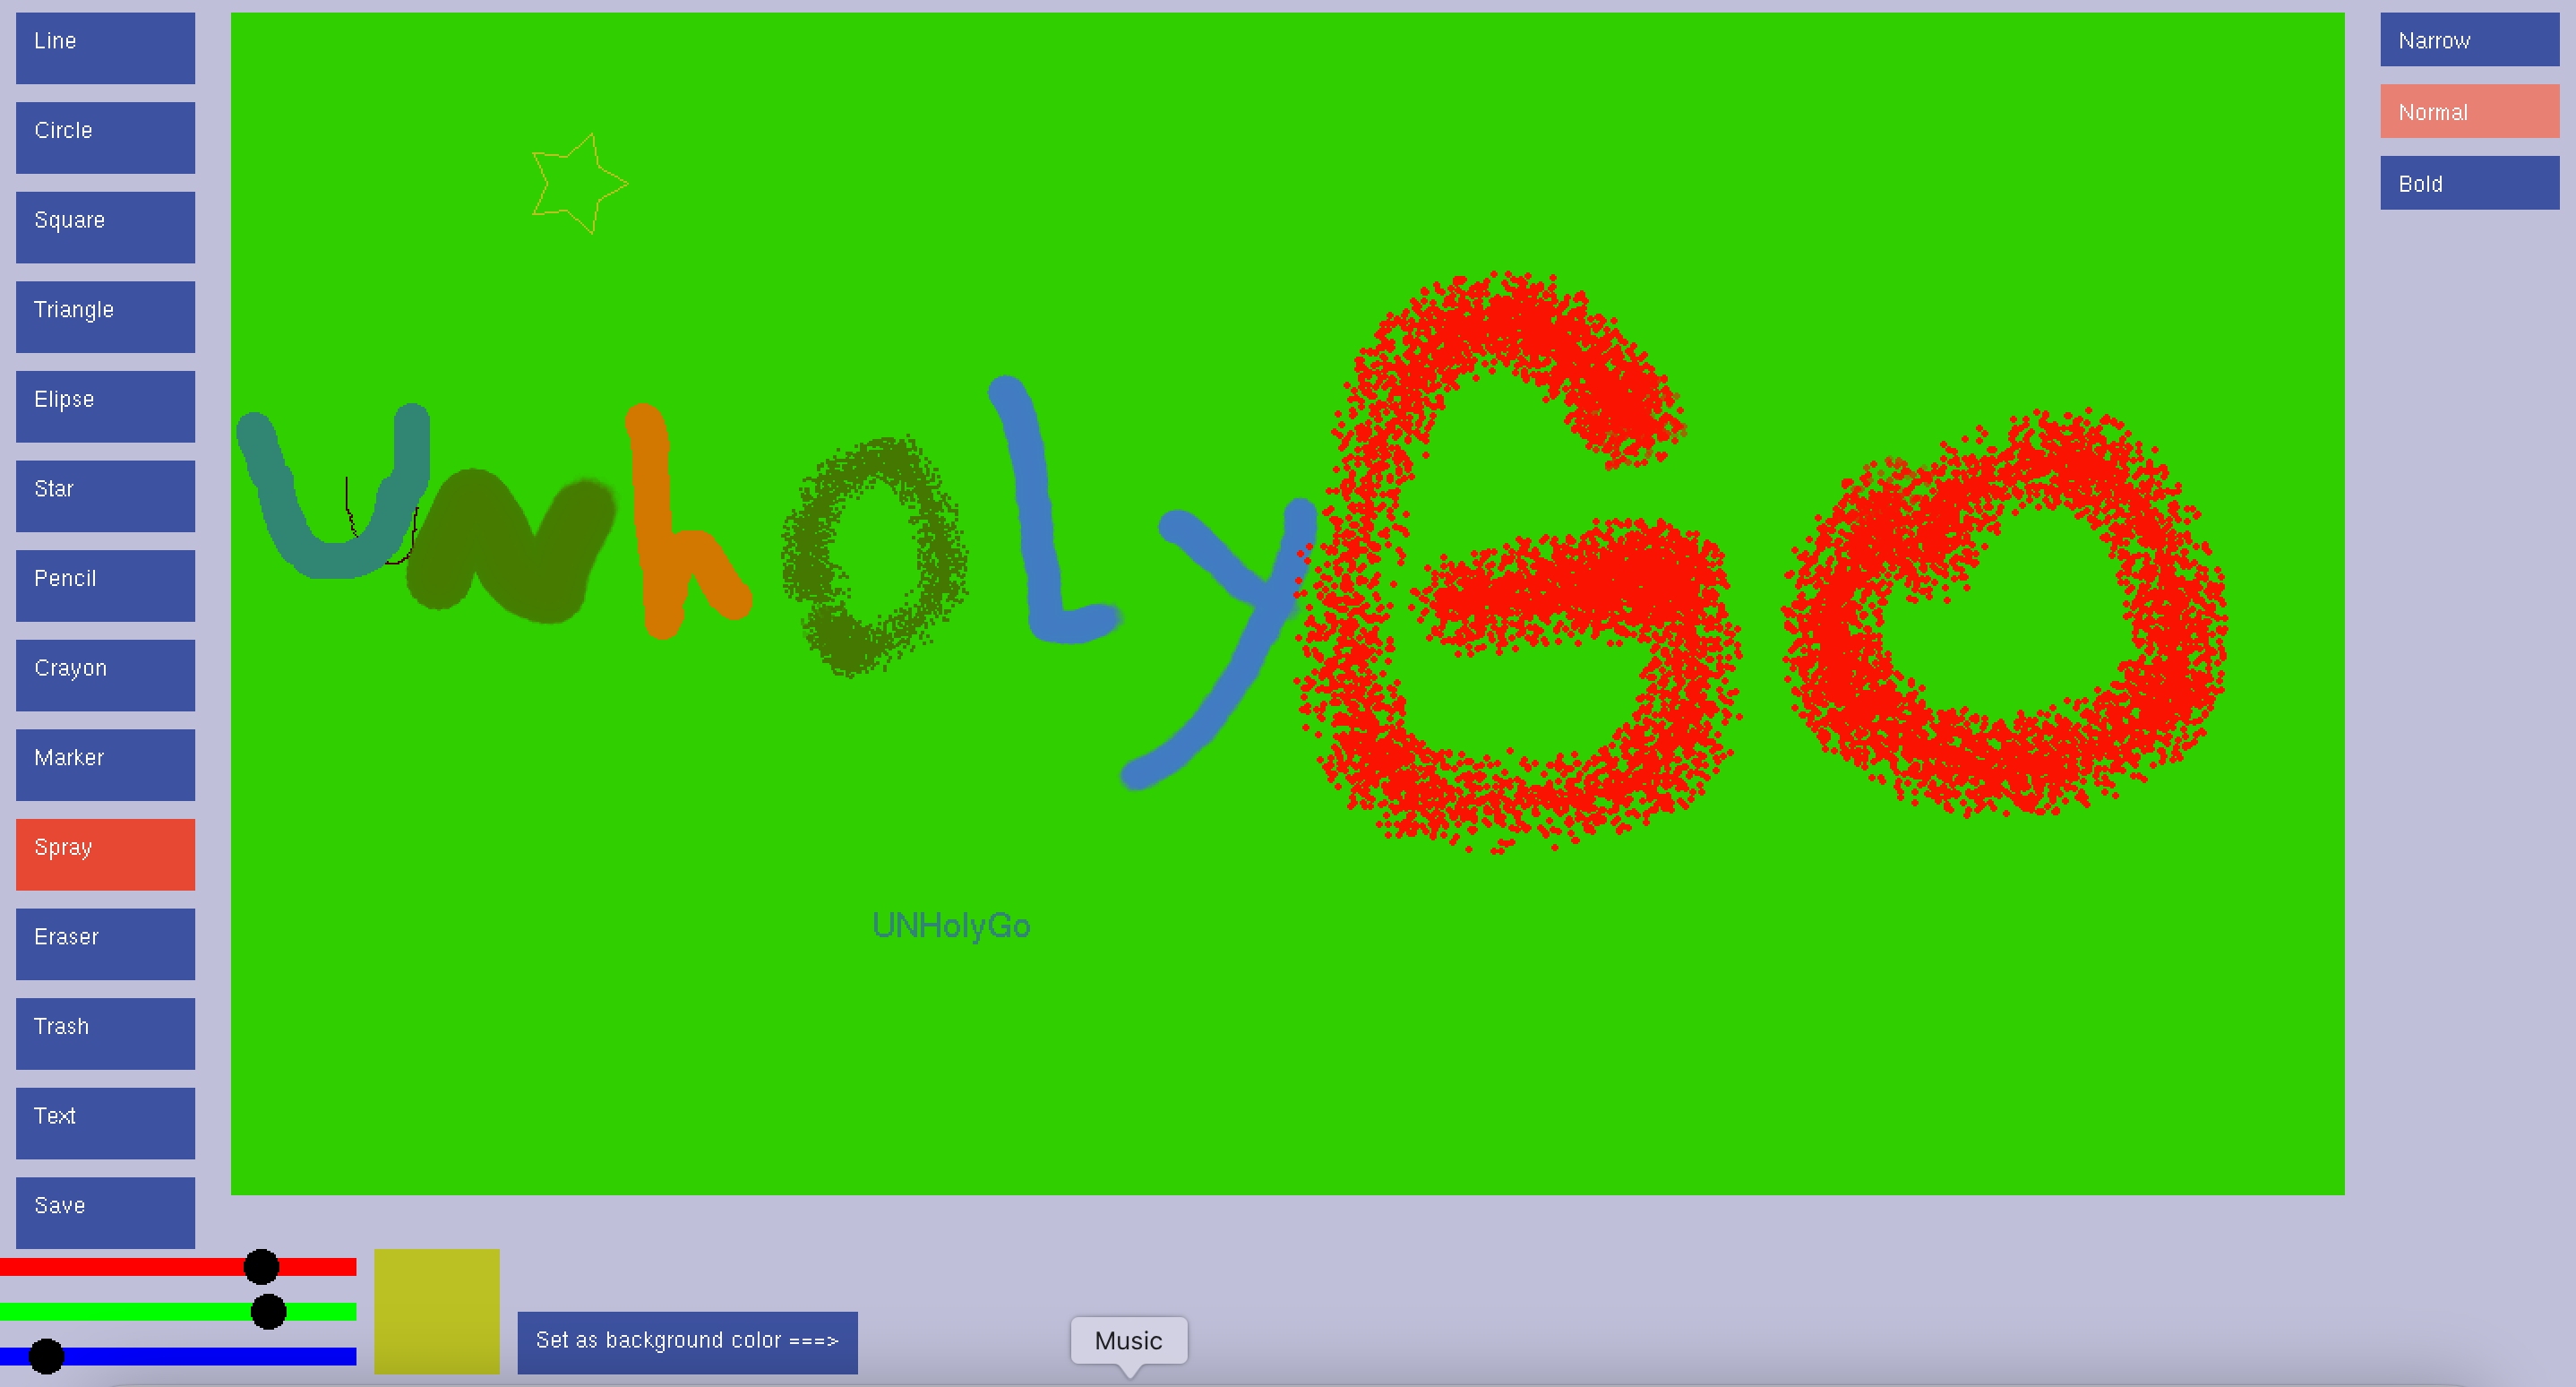 Line
Circle
Square
Triangle
Elipse
Star
Pencil
Crayon
Marker
Spray
Eraser
Trash
Text
Save
UnholyGo
UNHolyGo
Narrow
Normal
Bold
Set as background color ===>
Music